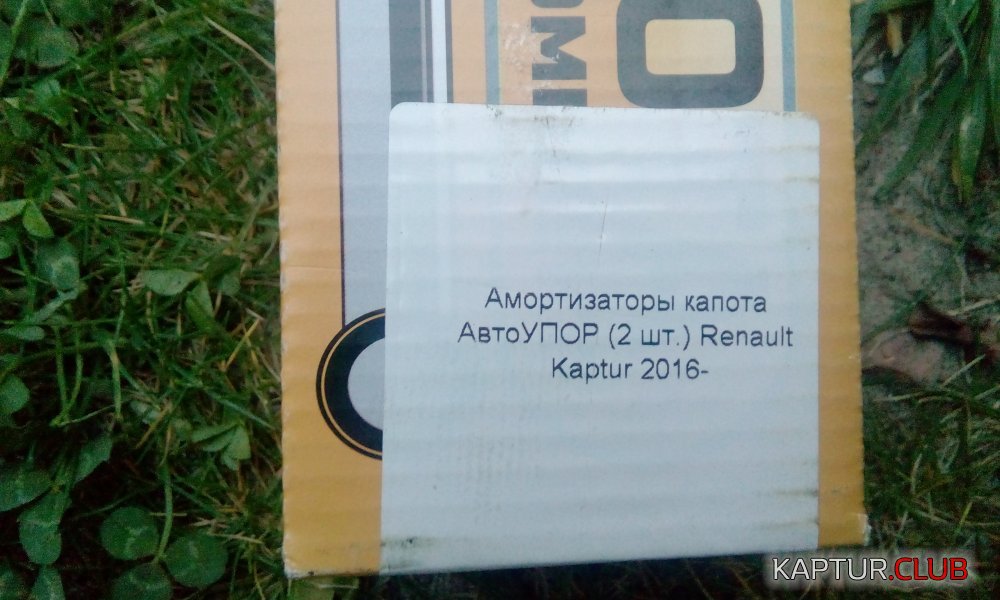 Амортизаторы капота
АвтоУПОР (2 шт.) Renault
Kaptur 2016-
KAPTUR.CLUB